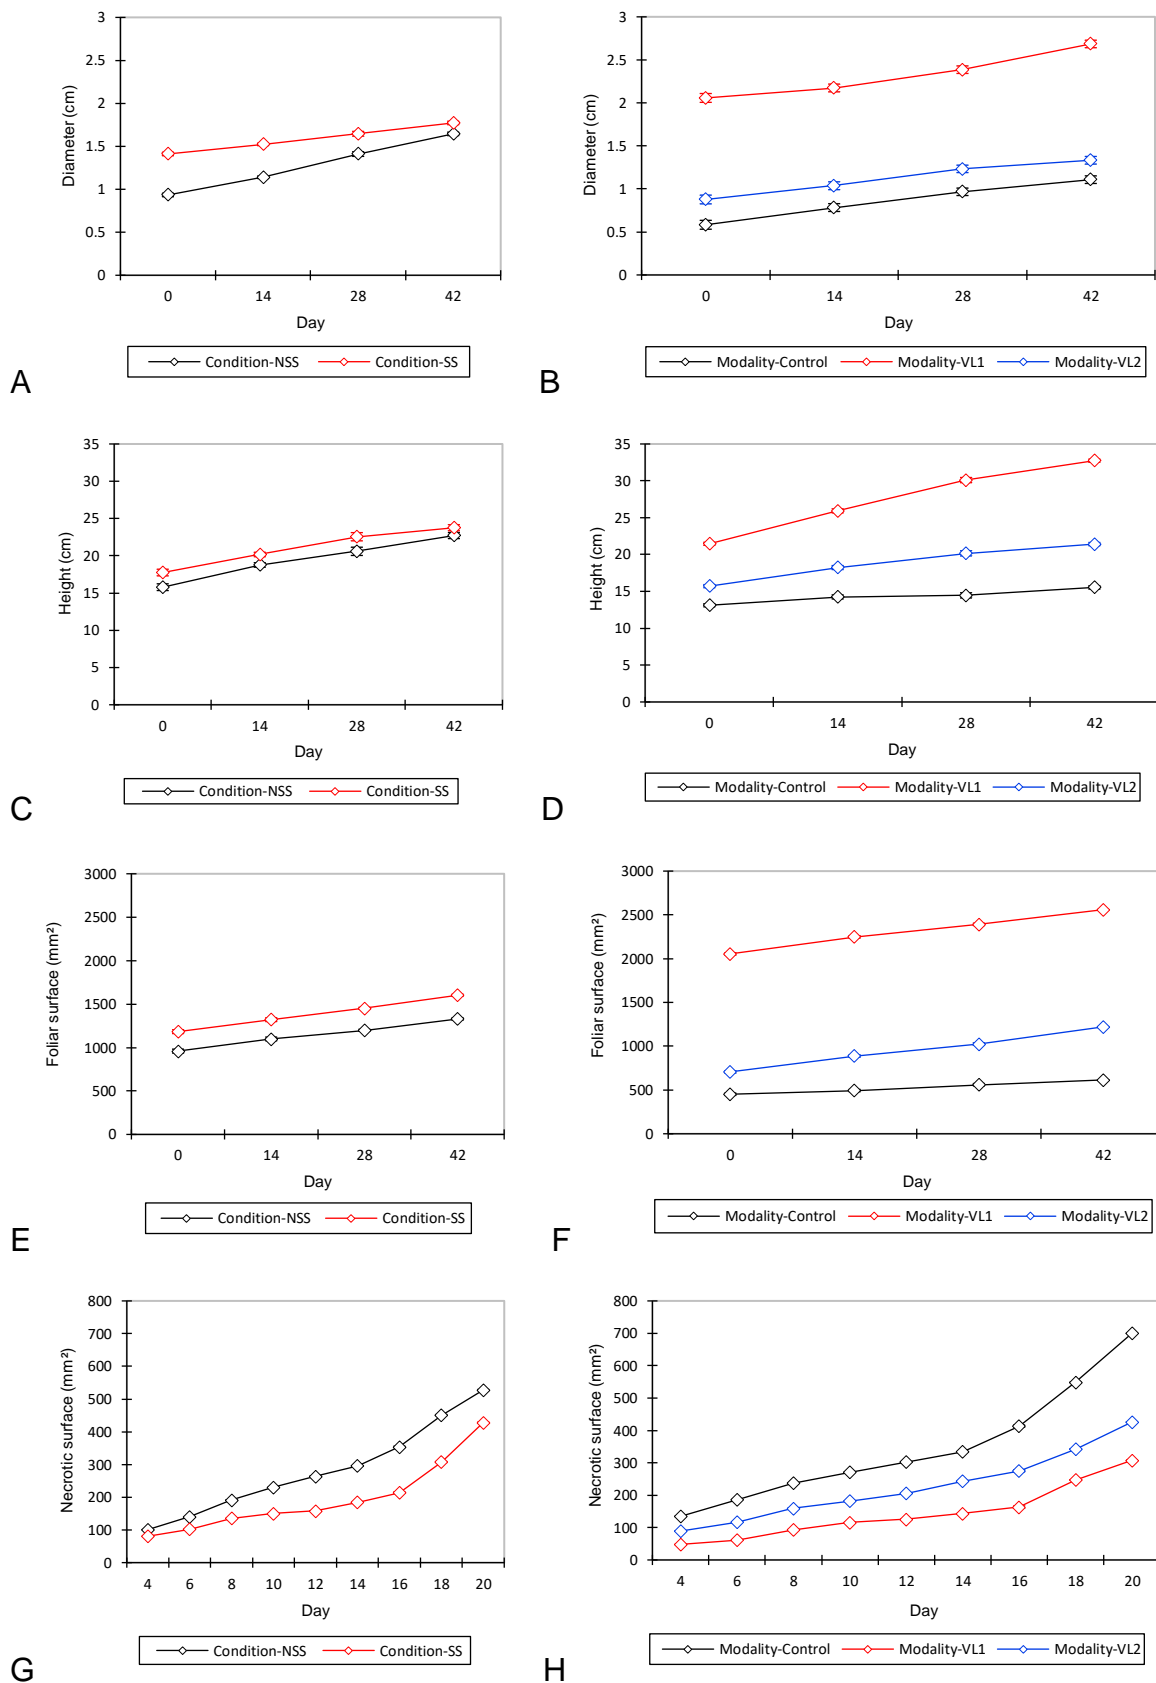 3
2.5
2
1.5
1
0.5
0
Diameter (cm)
0 14 28 42
Day
Condition-NSS Condition-SS
A
3
2.5
2
1.5
1
0.5
0
Diameter (cm)
0 14 28 42
Day
Modality-Control Modality-VL1 Modality-VL2
B
35
30
25
20
15
10
5
0
Height (cm)
0 14 28 42
Day
Condition-NSS Condition-SS
C
35
30
25
20
15
10
5
0
Height (cm)
0 14 28 42
Day
Modality-Control Modality-VL1 Modality-VL2
D
3000
2500
2000
1500
1000
500
0
Foliar surface (mm²)
0 14 28 42
Day
Condition-NSS Condition-SS
E
3000
2500
2000
1500
1000
500
0
Foliar surface (mm²)
0 14 28 42
Day
Modality-Control Modality-VL1 Modality-VL2
F
800
700
600
500
400
300
200
100
0
Necrotic surface (mm²)
4 6 8 10 12 14 16 18 20
Day
Condition-NSS Condition-SS
G
800
700
600
500
400
300
200
100
0
Necrotic surface (mm²)
4 6 8 10 12 14 16 18 20
Day
Modality-Control Modality-VL1 Modality-VL2
H